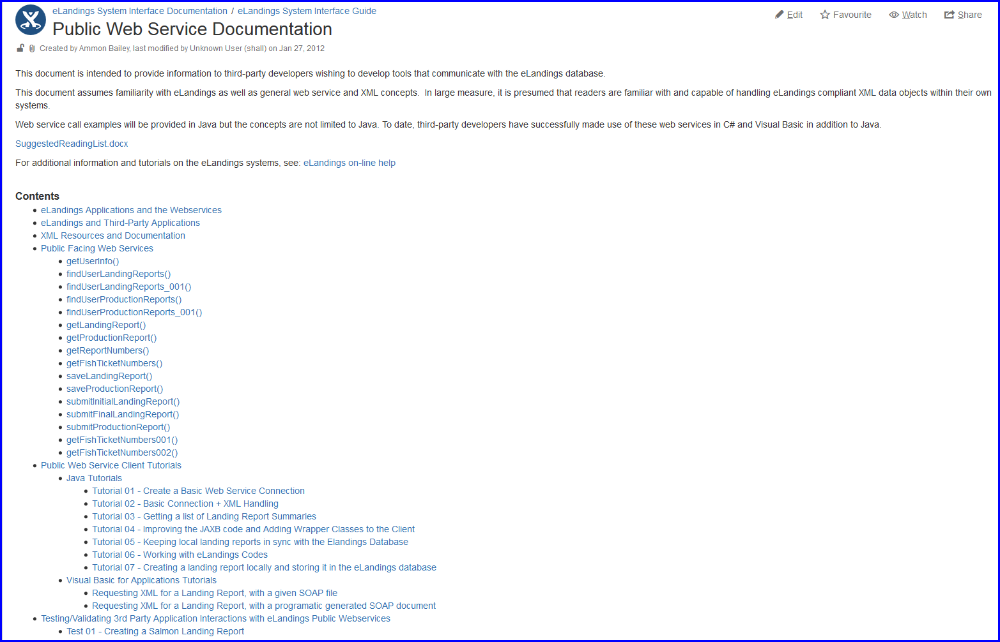 eLandings System Interface Documentation / eLandings System Interface Guide
Edit Favourite Watch Share
Public Web Service Documentation
Created by Ammon Bailey, last modified by Unknown User (shall) on Jan 27, 2012
This document is intended to provide information to third-party developers wishing to develop tools that communicate with the eLandings database.
This document assumes familiarity with eLandings as well as general web service and XML concepts.  In large measure, it is presumed that readers are familiar with and capable of handling eLandings compliant XML data objects within their own
systems.
Web service call examples will be provided in Java but the concepts are not limited to Java. To date, third-party developers have successfully made use of these web services in C# and Visual Basic in addition to Java.
SuggestedReadingList.docx
For additional information and tutorials on the eLandings systems, see: eLandings on-line help
Contents
• eLandings Applications and the Webservices
• eLandings and Third-Party Applications
• XML Resources and Documentation
• Public Facing Web Services
• getUserInfo()
• findUserLandingReports()
• findUserLandingReports_001()
• findUserProductionReports()
• findUserProductionReports_001()
• getLandingReport()
• getProductionReport()
• getReportNumbers()
• getFishTicketNumbers()
• saveLandingReport()
• saveProductionReport()
• submitInitialLandingReport()
• submitFinalLandingReport()
• submitProductionReport()
• getFishTicketNumbers001()
• getFishTicketNumbers002()
• Public Web Service Client Tutorials
• Java Tutorials
• Tutorial 01 - Create a Basic Web Service Connection
• Tutorial 02 - Basic Connection + XML Handling
• Tutorial 03 - Getting a list of Landing Report Summaries
• Tutorial 04 - Improving the JAXB code and Adding Wrapper Classes to the Client
• Tutorial 05 - Keeping local landing reports in sync with the Elandings Database
• Tutorial 06 - Working with eLandings Codes
• Tutorial 07 - Creating a landing report locally and storing it in the eLandings database
• Visual Basic for Applications Tutorials
• Requesting XML for a Landing Report, with a given SOAP file
• Requesting XML for a Landing Report, with a programatic generated SOAP document
• Testing/Validating 3rd Party Application Interactions with eLandings Public Webservices
• Test 01 - Creating a Salmon Landing Report